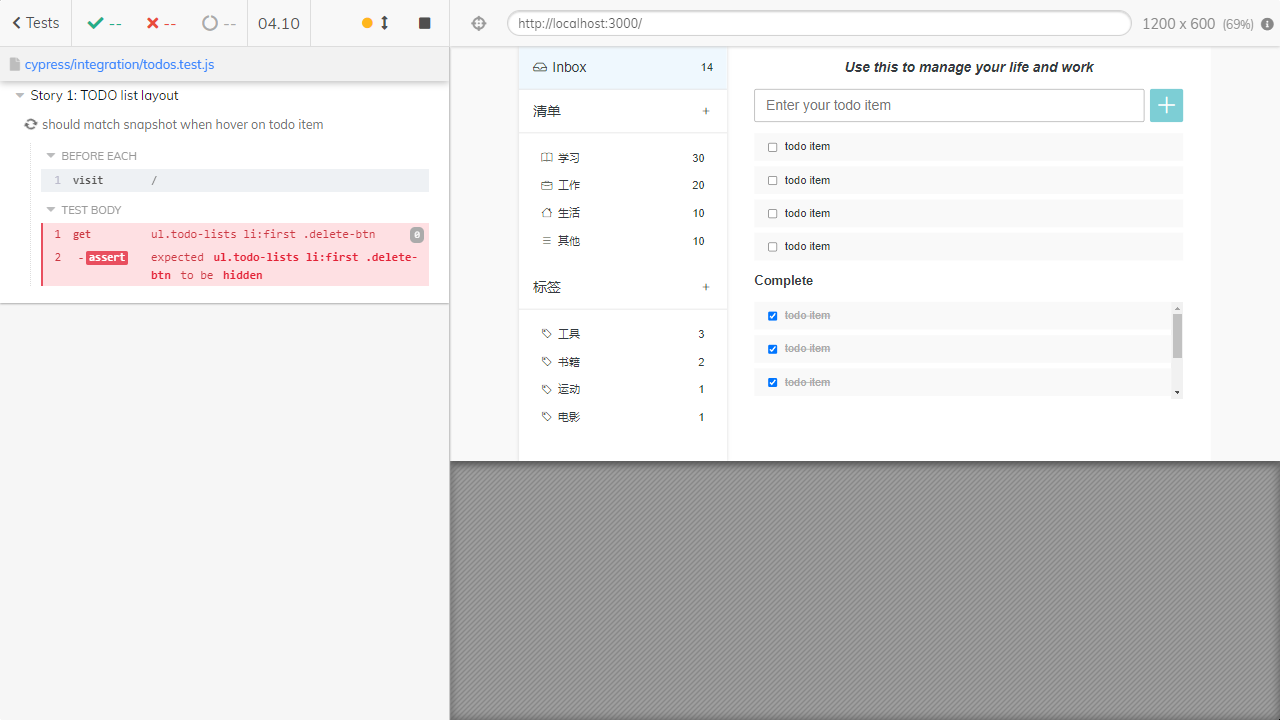 Tests
--
--
--
04.10
http://localhost:3000/
1200 x 600 (69%)
cypress/integration/todos.test.js
Story 1: TODO list layout
should match snapshot when hover on todo item
BEFORE EACH
1 visit /
TEST BODY
1 get ul.todo-lists li:first .delete-btn 0
2 -assert expected ul.todo-lists li:first .delete-
btn to be hidden
Inbox 14
清单 +
学习 30
工作 20
生活 10
其他 10
标签 +
工具 3
书籍 2
运动 1
电影 1
Use this to manage your life and work
Enter your todo item
todo item
todo item
todo item
todo item
Complete
todo item
todo item
todo item